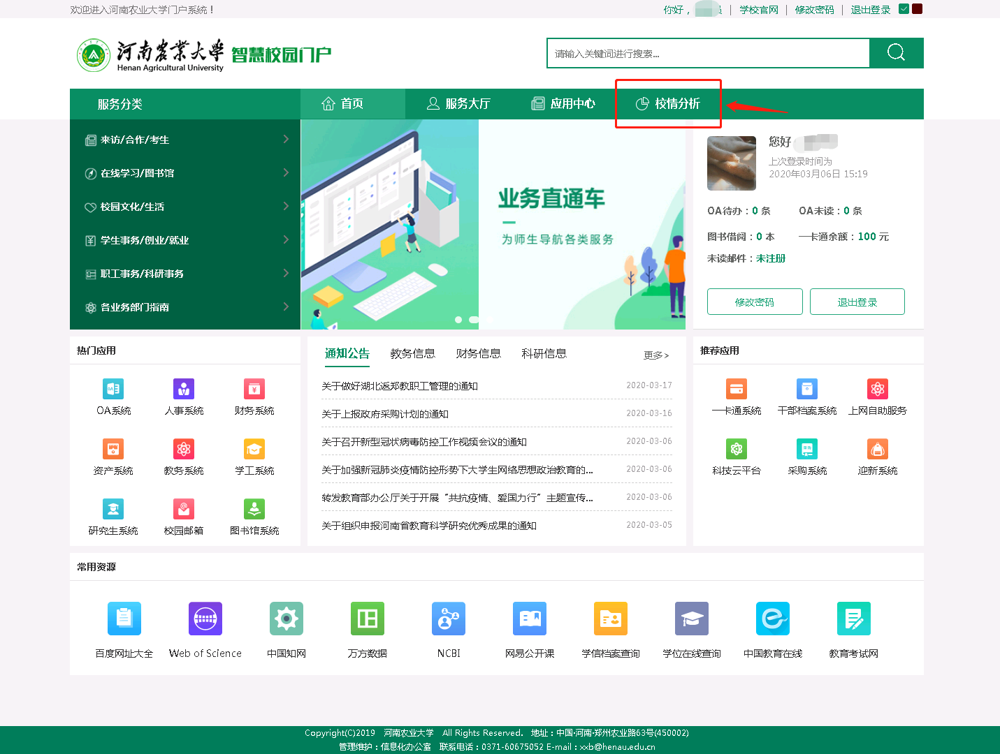 欢迎进入河南农业大学门户系统！
你好， 员 | 学校官网 | 修改密码 | 退出登录
河南农业大学
Henan Agricultural University
智慧校园门户
请输入关键词进行搜索...
服务分类
首页
服务大厅
应用中心
校情分析
来访/合作/考生
在线学习/图书馆
校园文化/生活
学生事务/创业/就业
职工事务/科研事务
各业务部门指南
业务直通车
为师生导航各类服务
您好
上次登录时间为
2020年03月06日 15:19
OA待办：0 条 OA未读：0 条
图书借阅：0 本 一卡通余额：100 元
未读邮件：未注册
修改密码 退出登录
热门应用
OA系统 人事系统 财务系统
资产系统 教务系统 学工系统
研究生系统 校园邮箱 图书馆系统
通知公告 教务信息 财务信息 科研信息 更多>
关于做好湖北返郑教职工管理的通知 2020-03-17
关于上报政府采购计划的通知 2020-03-16
关于召开新型冠状病毒防控工作视频会议的通知 2020-03-06
关于加强新冠肺炎疫情防控形势下大学生网络思想政治教育的... 2020-03-06
转发教育部办公厅关于开展“共抗疫情、爱国力行”主题宣传... 2020-03-06
关于组织申报河南省教育科学研究优秀成果的通知 2020-03-05
推荐应用
一卡通系统 干部档案系统 上网自助服务
科技云平台 采购系统 迎新系统
常用资源
百度网址大全 Web of Science 中国知网 万方数据 NCBI 网易公开课 学信档案查询 学位在线查询 中国教育在线 教育考试网
Copyright(C)2019 河南农业大学 All Rights Reserved. 地址：中国·河南·郑州农业路63号(450002)
管理维护：信息化办公室 联系电话：0371-60675052 E-mail：xxb@henau.edu.cn